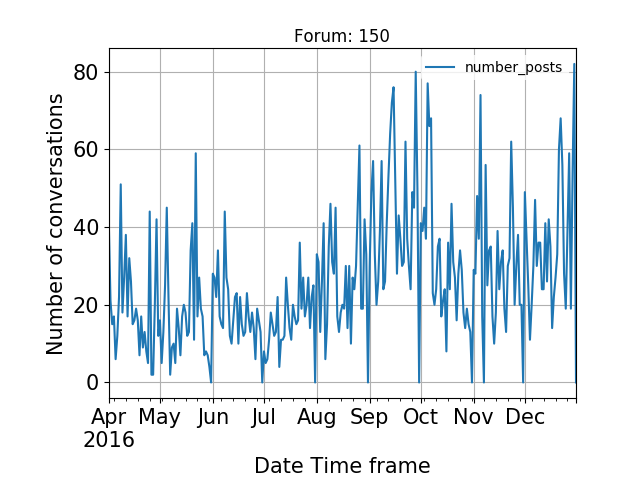 Forum: 150
number_posts
80
60
40
20
0
Number of conversations
Apr May Jun Jul Aug Sep Oct Nov Dec
2016
Date Time frame